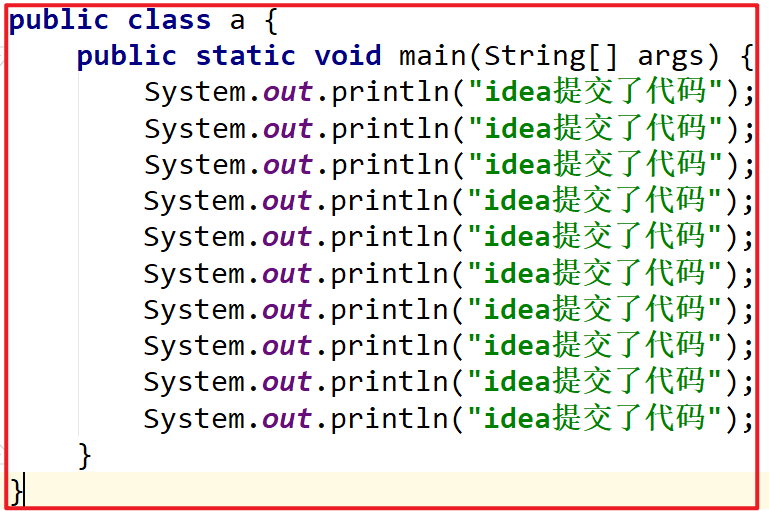 public class a {
    public static void main(String[] args) {
        System.out.println("idea提交了代码");
        System.out.println("idea提交了代码");
        System.out.println("idea提交了代码");
        System.out.println("idea提交了代码");
        System.out.println("idea提交了代码");
        System.out.println("idea提交了代码");
        System.out.println("idea提交了代码");
        System.out.println("idea提交了代码");
        System.out.println("idea提交了代码");
        System.out.println("idea提交了代码");
    }
}